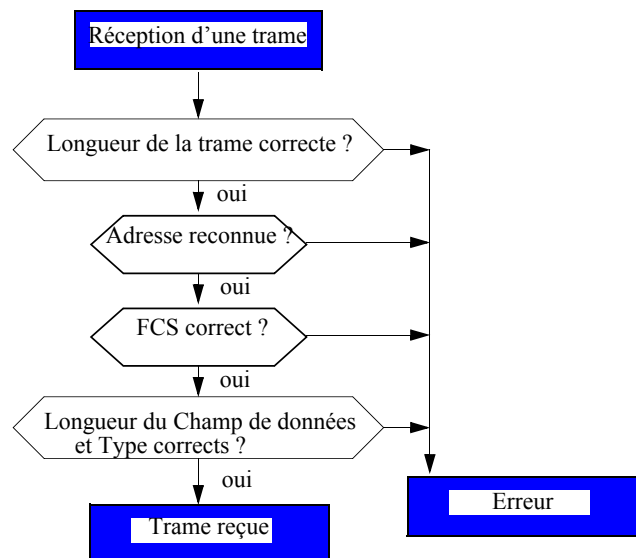 Réception d’une trame
Longueur de la trame correcte ?
oui
Adresse reconnue ?
oui
FCS correct ?
oui
Longueur du Champ de données
et Type corrects ?
oui
Erreur
Trame reçue